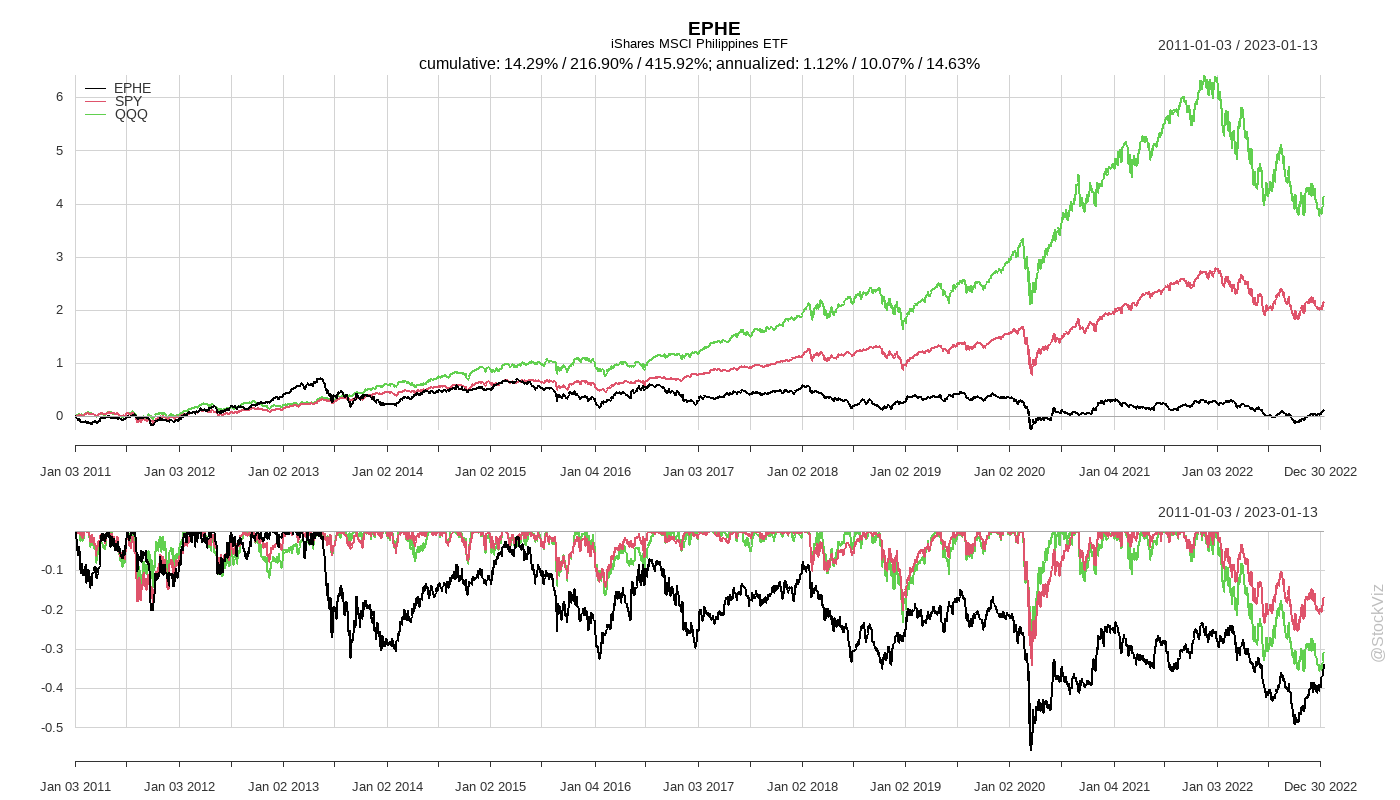 EPHE
iShares MSCI Philippines ETF
2011-01-03 / 2023-01-13
cumulative: 14.29% / 216.90% / 415.92%; annualized: 1.12% / 10.07% / 14.63%
EPHE
SPY
QQQ
6
5
4
3
2
1
0
Jan 03 2011 Jan 03 2012 Jan 02 2013 Jan 02 2014 Jan 02 2015 Jan 04 2016 Jan 03 2017 Jan 02 2018 Jan 02 2019 Jan 02 2020 Jan 04 2021 Jan 03 2022 Dec 30 2022
2011-01-03 / 2023-01-13
-0.1
-0.2
-0.3
-0.4
-0.5
Jan 03 2011 Jan 03 2012 Jan 02 2013 Jan 02 2014 Jan 02 2015 Jan 04 2016 Jan 03 2017 Jan 02 2018 Jan 02 2019 Jan 02 2020 Jan 04 2021 Jan 03 2022 Dec 30 2022
@StockViz